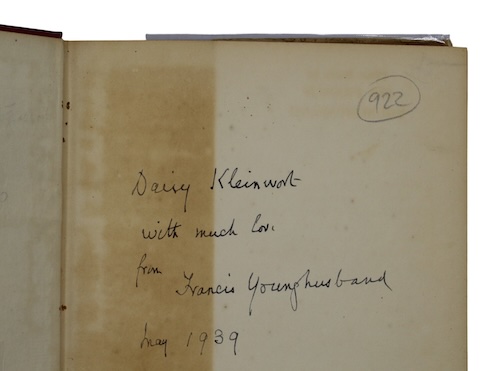 922
Daisy Kleinwort
with much love
from
Francis Younghusband
May 1939